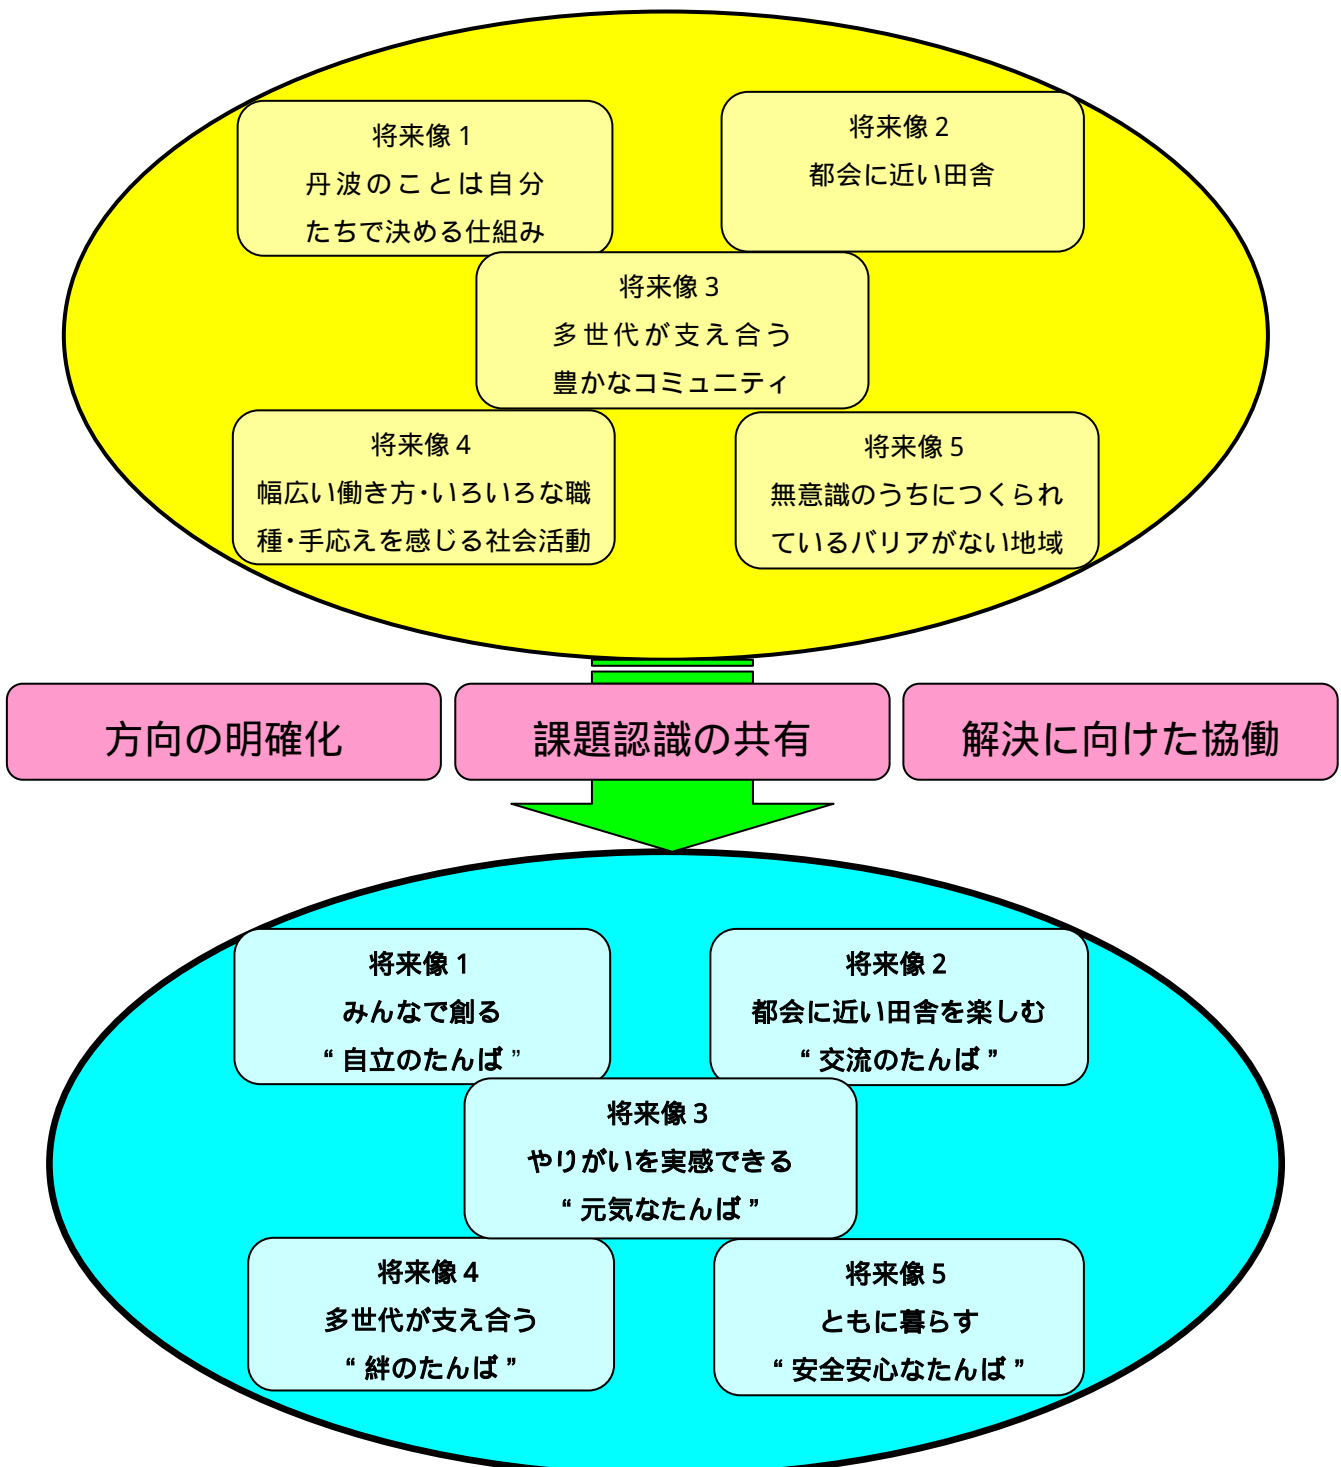 将来像1
丹波のことは自分
たちで決める仕組み
将来像2
都会に近い田舎
将来像3
多世代が支え合う
豊かなコミュニティ
将来像4
幅広い働き方･いろいろな職
種･手応えを感じる社会活動
将来像5
無意識のうちにつくられ
ているバリアがない地域
方向の明確化
課題認識の共有
解決に向けた協働
将来像1
みんなで創る
“自立のたんば”
将来像2
都会に近い田舎を楽しむ
“交流のたんば”
将来像3
やりがいを実感できる
“元気なたんば”
将来像4
多世代が支え合う
“絆のたんば”
将来像5
ともに暮らす
“安全安心なたんば”